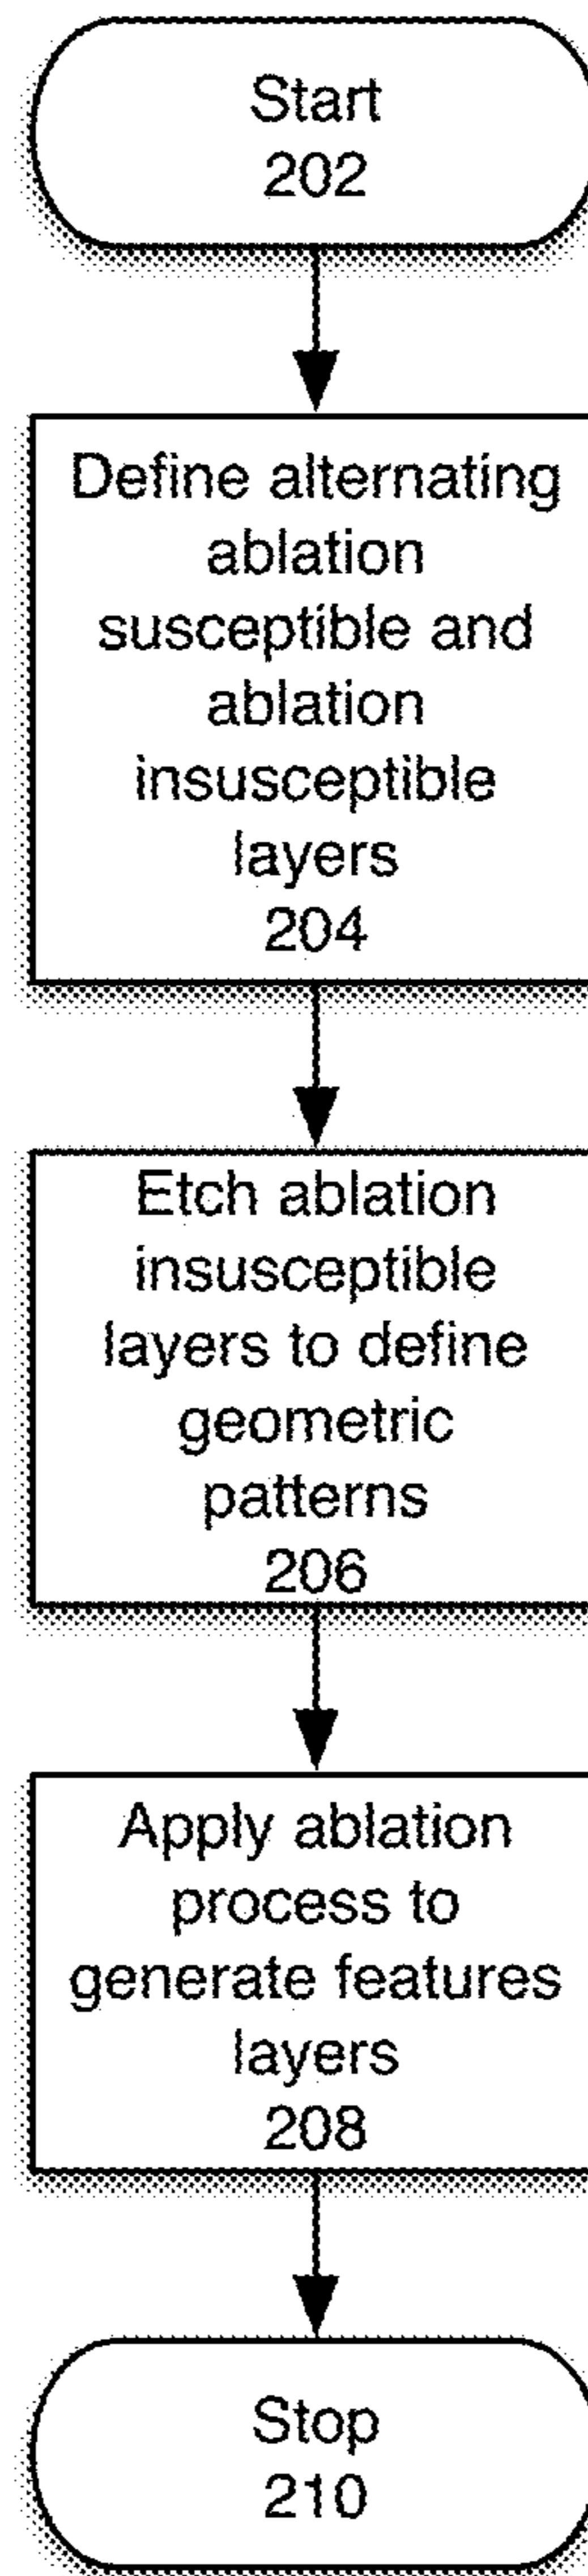 Start
202
Define alternating
ablation
susceptible and
ablation
insusceptible
layers
204
Etch ablation
insusceptible
layers to define
geometric
patterns
206
Apply ablation
process to
generate features
layers
208
Stop
210